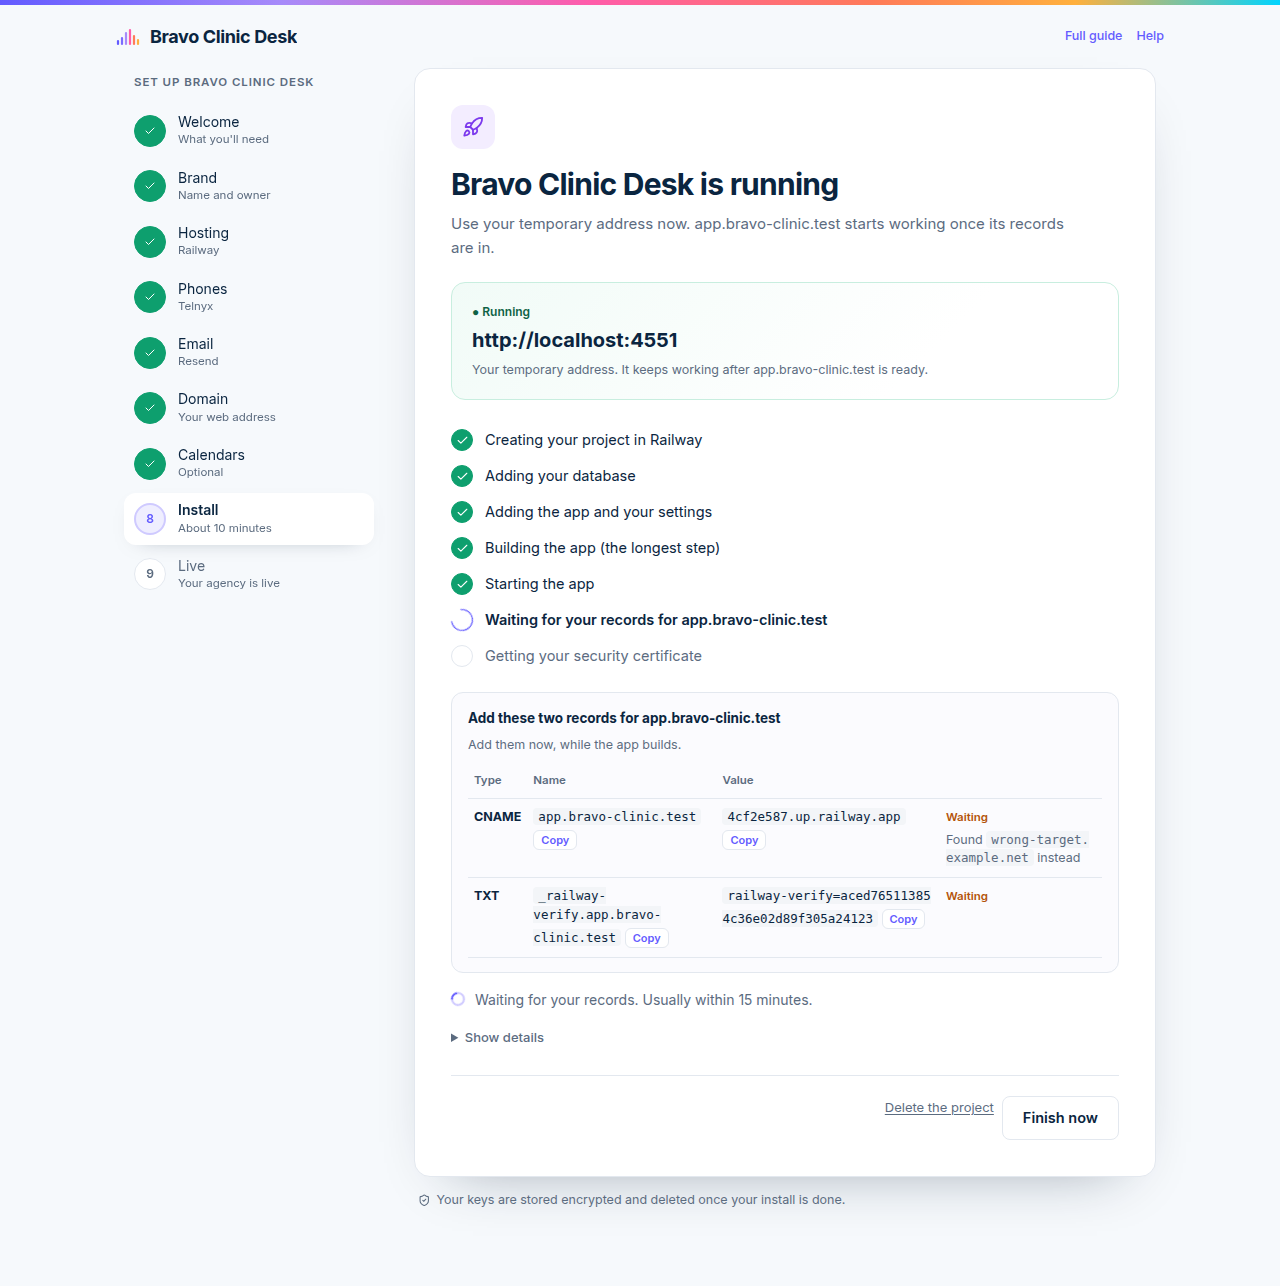 Bravo Clinic Desk
Full guide
Help
SET UP BRAVO CLINIC DESK
Welcome
What you'll need
Brand
Name and owner
Hosting
Railway
Phones
Telnyx
Email
Resend
Domain
Your web address
Calendars
Optional
8
Install
About 10 minutes
9
Live
Your agency is live
Bravo Clinic Desk is running
Use your temporary address now. app.bravo-clinic.test starts working once its records
are in.
● Running
http://localhost:4551
Your temporary address. It keeps working after app.bravo-clinic.test is ready.
Creating your project in Railway
Adding your database
Adding the app and your settings
Building the app (the longest step)
Starting the app
Waiting for your records for app.bravo-clinic.test
Getting your security certificate
Add these two records for app.bravo-clinic.test
Add them now, while the app builds.
Type Name Value
CNAME app.bravo-clinic.test 4cf2e587.up.railway.app Waiting
Copy Copy Found wrong-target.
example.net instead
TXT _railway- railway-verify=aced76511385 Waiting
verify.app.bravo- 4c36e02d89f305a24123 Copy
clinic.test Copy
Waiting for your records. Usually within 15 minutes.
▶ Show details
Delete the project
Finish now
Your keys are stored encrypted and deleted once your install is done.